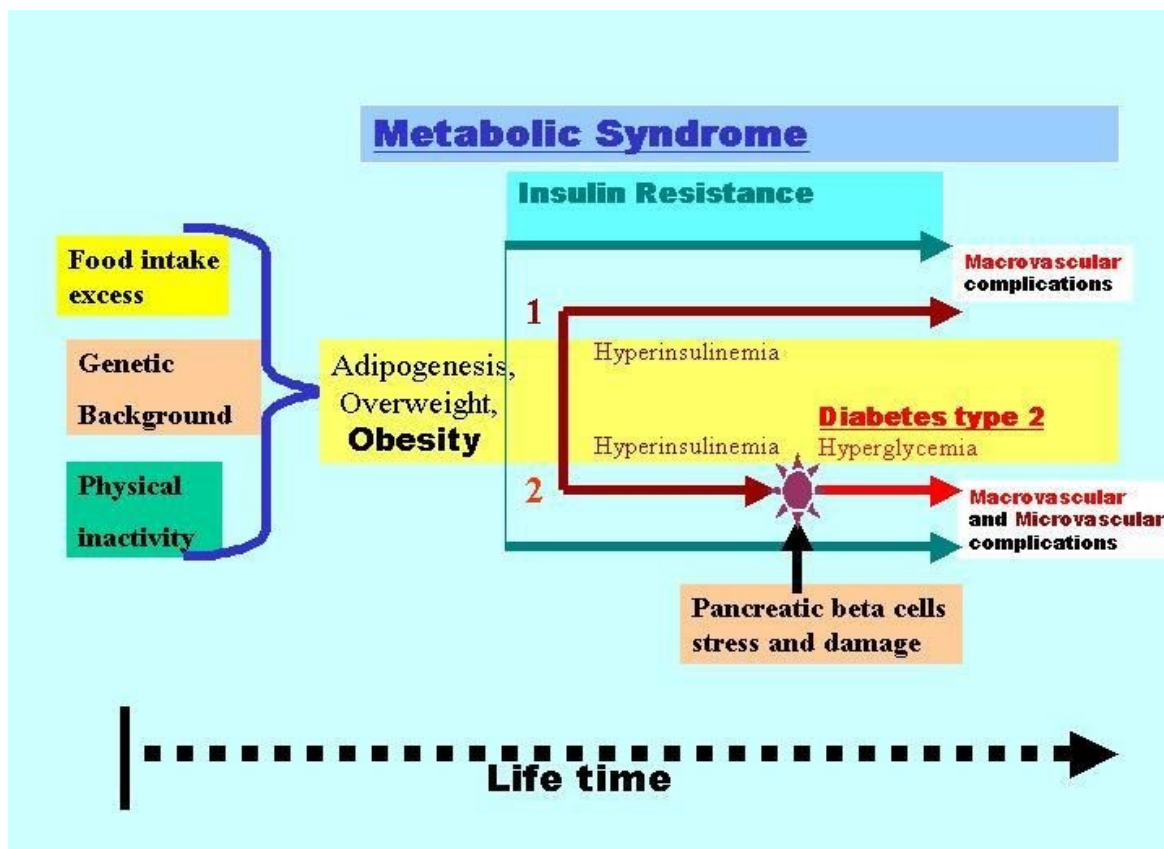 Metabolic Syndrome
Insulin Resistance
Food intake
excess
Genetic
Background
Physical
inactivity
Adipogenesis,
Overweight,
Obesity
1
Hyperinsulinemia
Macrovascular
complications
2
Hyperinsulinemia
Diabetes type 2
Hyperglycemia
Macrovascular
and Microvascular
complications
Pancreatic beta cells
stress and damage
Life time